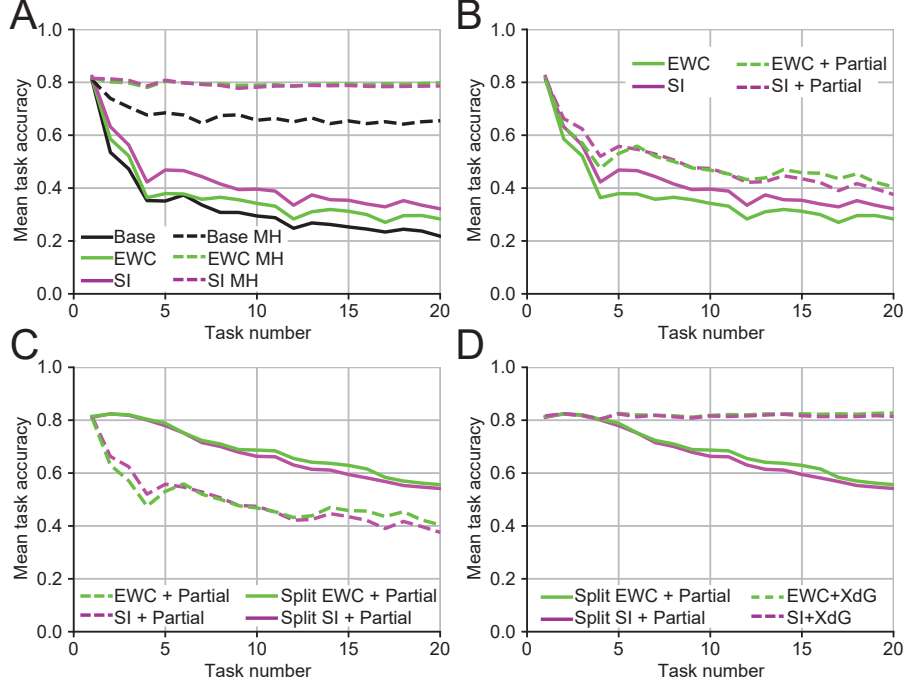 A
Mean task accuracy
1.0
0.8
0.6
0.4
0.2
0.0
Base
EWC
SI
Base MH
EWC MH
SI MH
0 5 10 15 20
Task number
B
Mean task accuracy
1.0
0.8
0.6
0.4
0.2
0.0
EWC
SI
EWC + Partial
SI + Partial
0 5 10 15 20
Task number
C
Mean task accuracy
1.0
0.8
0.6
0.4
0.2
0.0
EWC + Partial
SI + Partial
Split EWC + Partial
Split SI + Partial
0 5 10 15 20
Task number
D
Mean task accuracy
1.0
0.8
0.6
0.4
0.2
0.0
Split EWC + Partial
Split SI + Partial
EWC+XdG
SI+XdG
0 5 10 15 20
Task number